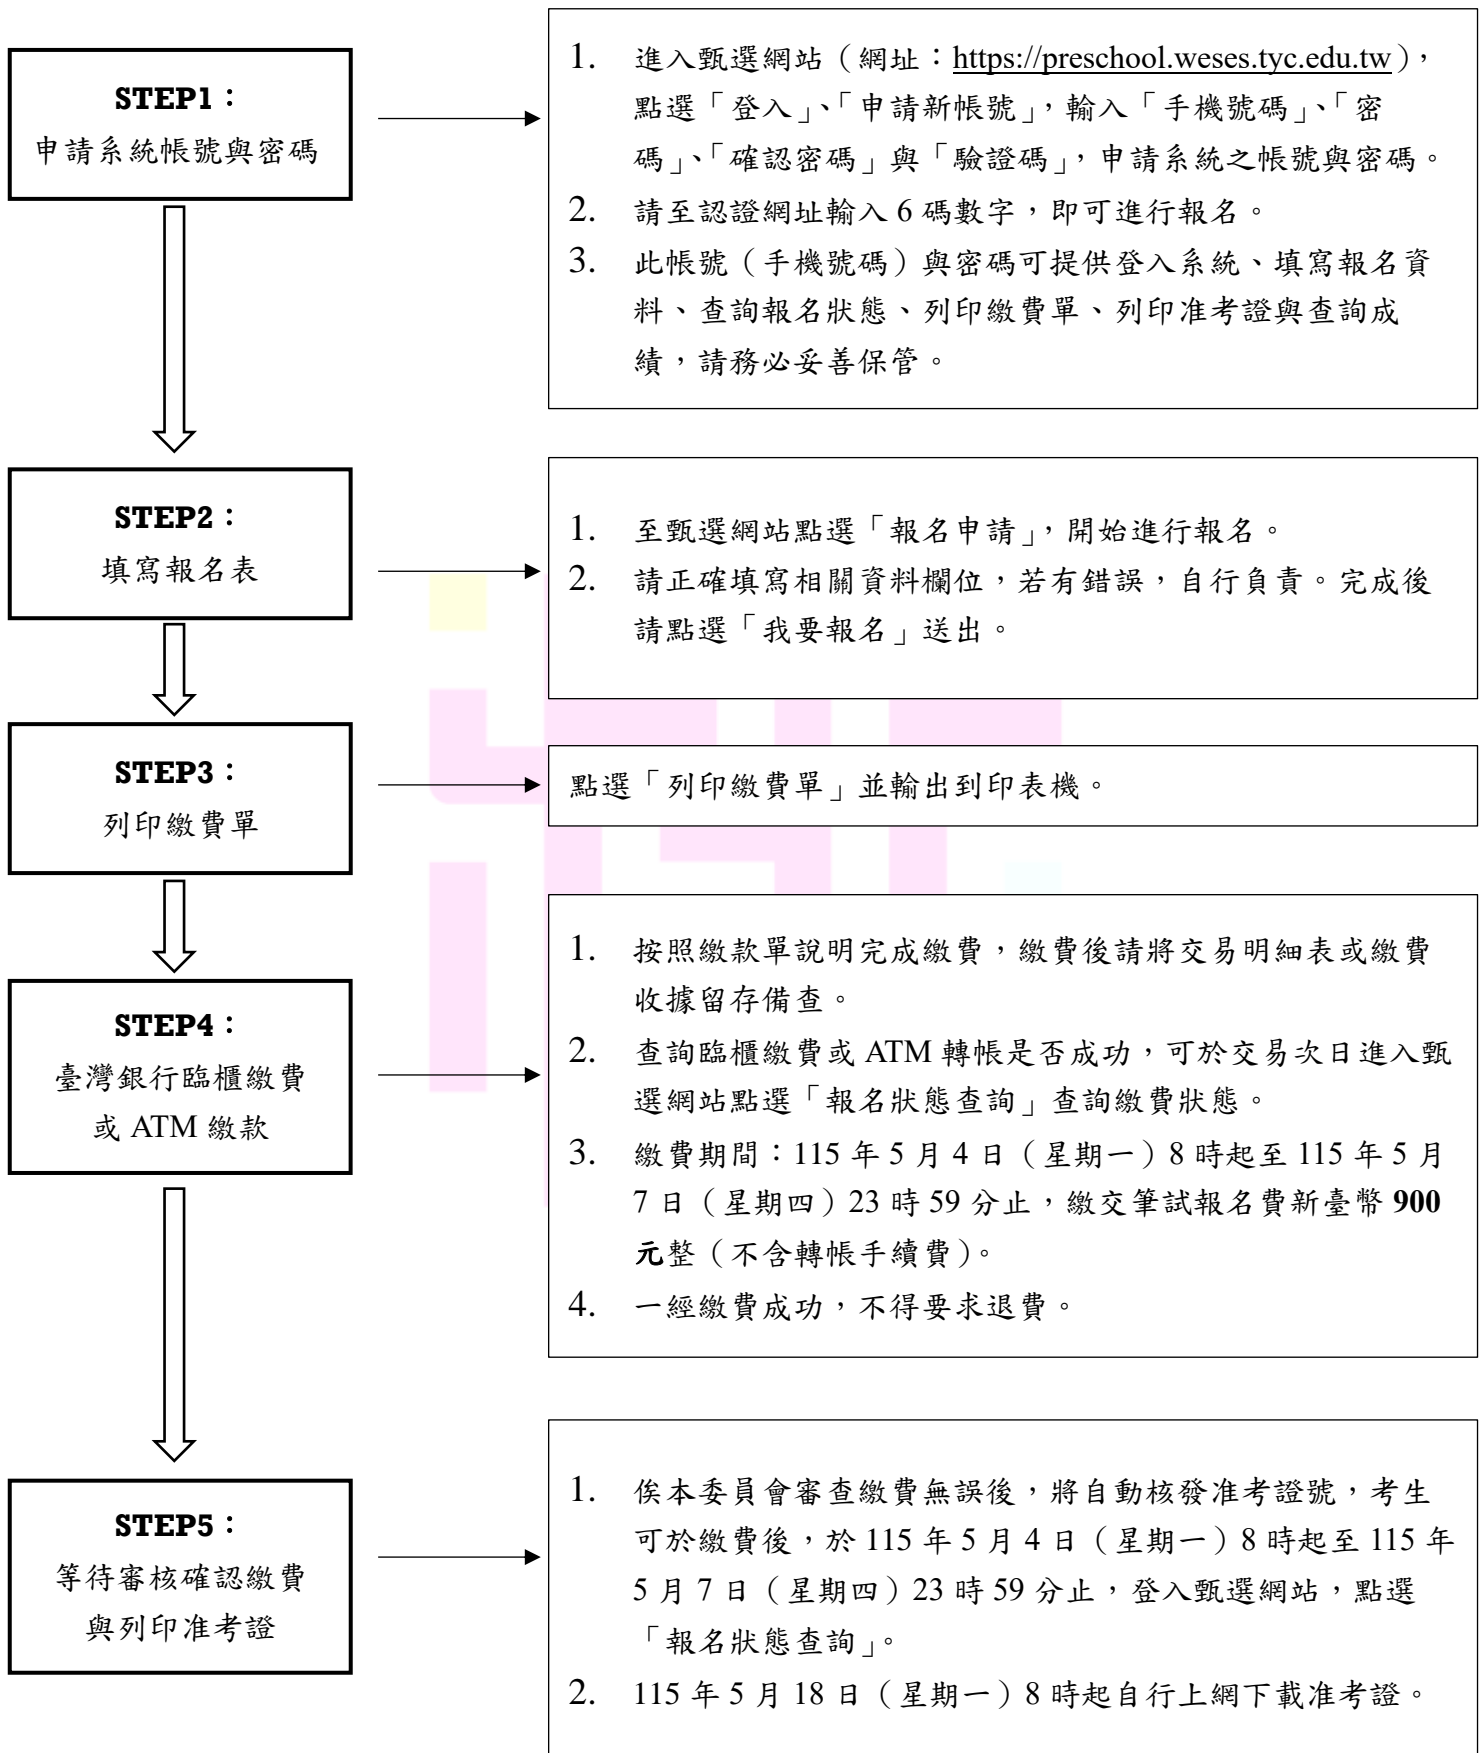 STEP1：
申請系統帳號與密碼
1. 進入甄選網站（網址：https://preschool.weses.tyc.edu.tw），
點選「登入」、「申請新帳號」，輸入「手機號碼」、「密
碼」、「確認密碼」與「驗證碼」，申請系統之帳號與密碼。
2. 請至認證網址輸入 6 碼數字，即可進行報名。
3. 此帳號（手機號碼）與密碼可提供登入系統、填寫報名資
料、查詢報名狀態、列印繳費單、列印准考證與查詢成
績，請務必妥善保管。
STEP2：
填寫報名表
1. 至甄選網站點選「報名申請」，開始進行報名。
2. 請正確填寫相關資料欄位，若有錯誤，自行負責。完成後
請點選「我要報名」送出。
STEP3：
列印繳費單
點選「列印繳費單」並輸出到印表機。
STEP4：
臺灣銀行臨櫃繳費
或 ATM 繳款
1. 按照繳款單說明完成繳費，繳費後請將交易明細表或繳費
收據留存備查。
2. 查詢臨櫃繳費或 ATM 轉帳是否成功，可於交易次日進入甄
選網站點選「報名狀態查詢」查詢繳費狀態。
3. 繳費期間：115 年 5 月 4 日（星期一）8 時起至 115 年 5 月
7 日（星期四）23 時 59 分止，繳交筆試報名費新臺幣 900
元整（不含轉帳手續費）。
4. 一經繳費成功，不得要求退費。
STEP5：
等待審核確認繳費
與列印准考證
1. 俟本委員會審查繳費無誤後，將自動核發准考證號，考生
可於繳費後，於 115 年 5 月 4 日（星期一）8 時起至 115 年
5 月 7 日（星期四）23 時 59 分止，登入甄選網站，點選
「報名狀態查詢」。
2. 115 年 5 月 18 日（星期一）8 時起自行上網下載准考證。